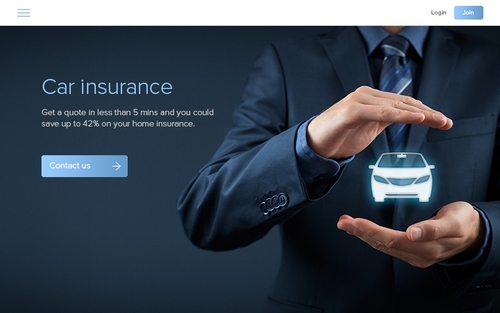 Login
Join
Car insurance
Get a quote in less than 5 mins and you could
save up to 42% on your home insurance.
Contact us